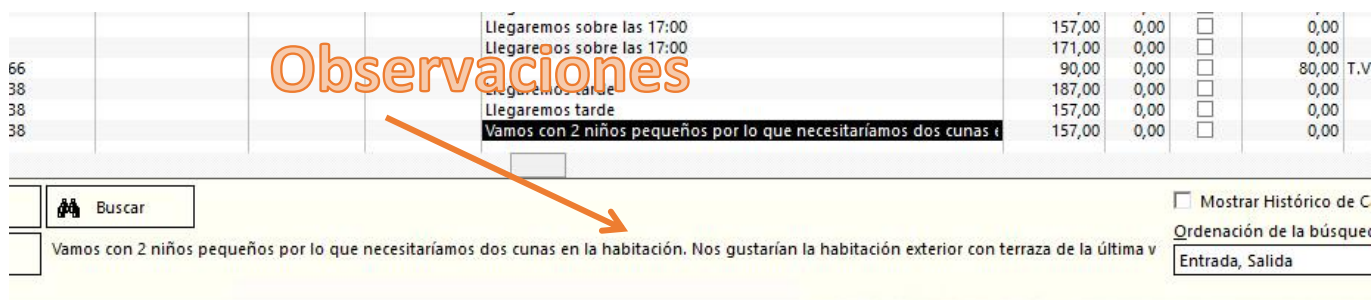 Llegaremos sobre las 17:00 157,00 0,00 0,00
Llegaremos sobre las 17:00 171,00 0,00 0,00
66 90,00 0,00 80,00 T.V
38 Llegaremos tarde 187,00 0,00 0,00
38 Llegaremos tarde 157,00 0,00 0,00
38 Vamos con 2 niños pequeños por lo que necesitaríamos dos cunas 157,00 0,00 0,00
Observaciones
Buscar
Mostrar Histórico de
Vamos con 2 niños pequeños por lo que necesitaríamos dos cunas en la habitación. Nos gustarían la habitación exterior con terraza de la última
Ordenación de la
Entrada, Salida